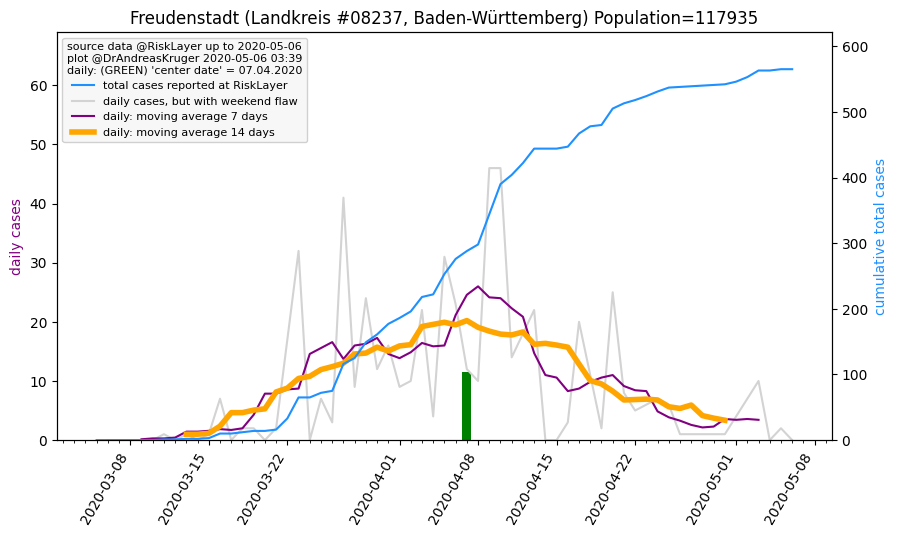 Freudenstadt (Landkreis #08237, Baden-Württemberg) Population=117935
source data @RiskLayer up to 2020-05-06
plot @DrAndreasKruger 2020-05-06 03:39
daily: (GREEN) 'center date' = 07.04.2020
total cases reported at RiskLayer
daily cases, but with weekend flaw
daily: moving average 7 days
daily: moving average 14 days
daily cases
60
50
40
30
20
10
0
600
500
400
300
200
100
0
cumulative total cases
2020-03-08
2020-03-15
2020-03-22
2020-04-01
2020-04-08
2020-04-15
2020-04-22
2020-05-01
2020-05-08